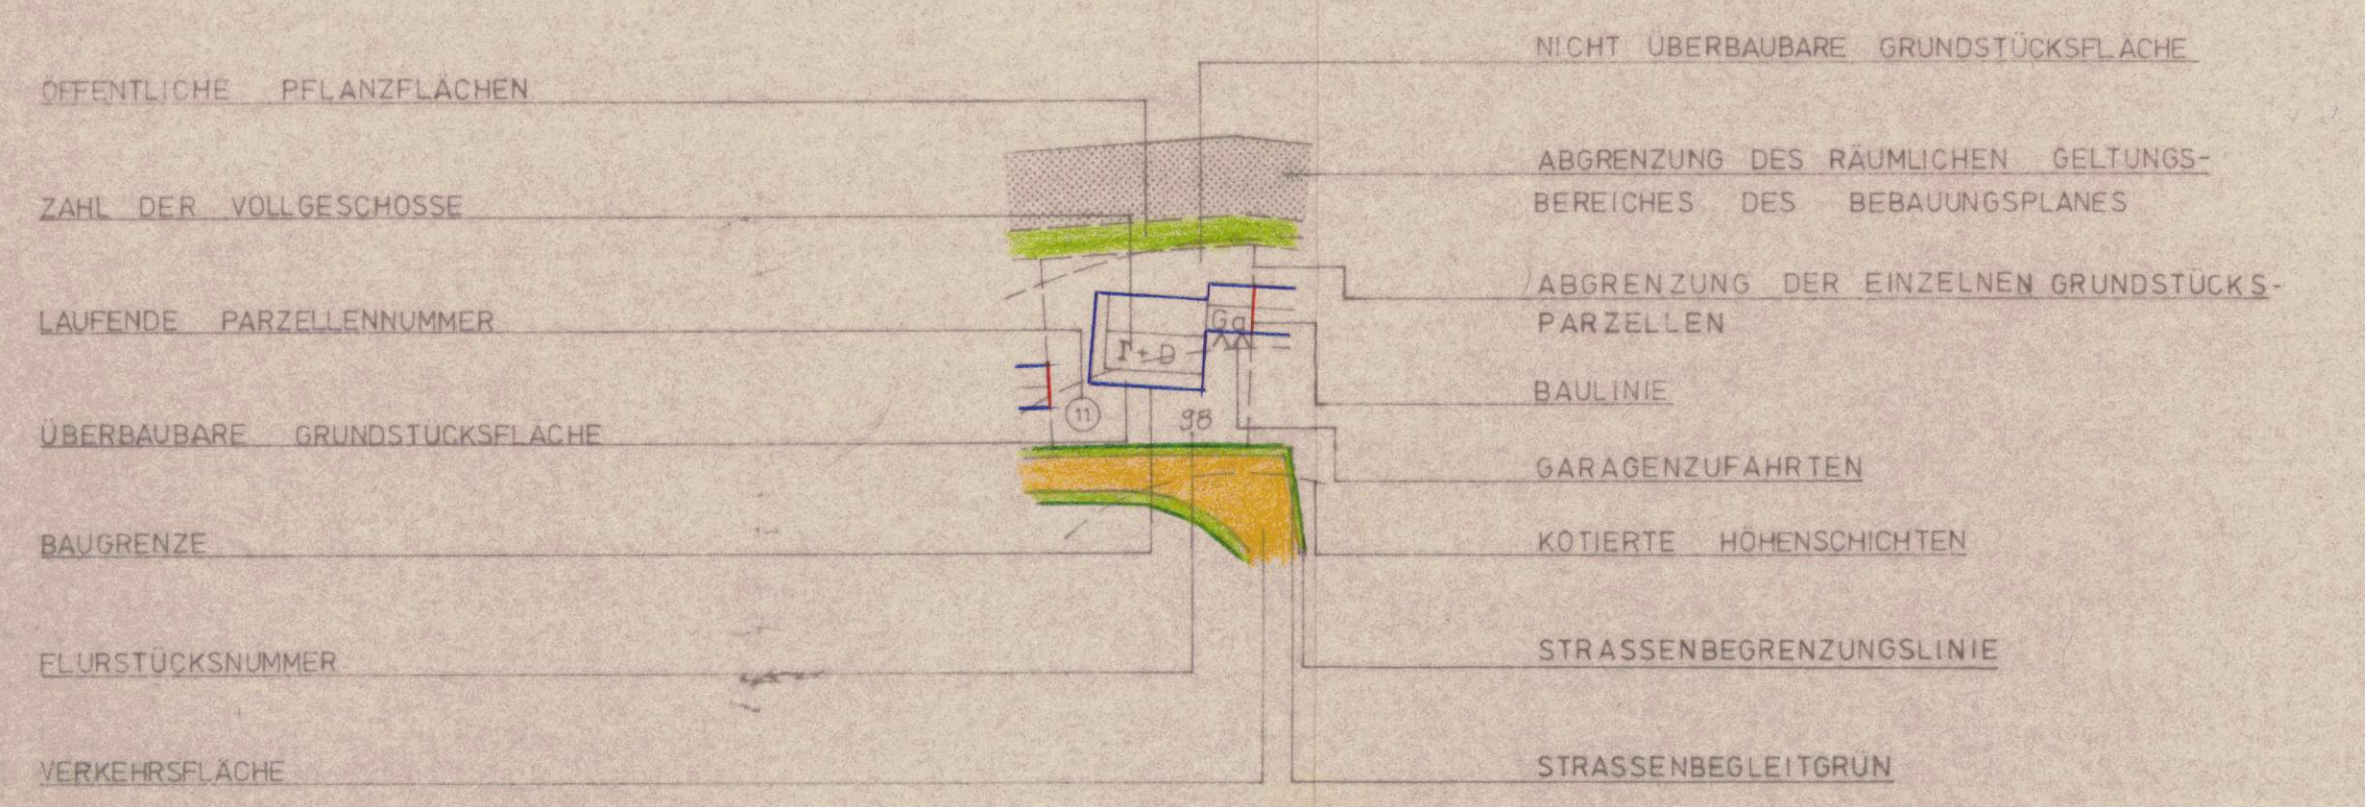 ÖFFENTLICHE PFLANZFLÄCHEN
ZAHL DER VOLLGESCHOSSE
LAUFENDE PARZELLENNUMMER
ÜBERBAUBARE GRUNDSTÜCKSFLÄCHE
BAUGRENZE
FLURSTÜCKSNUMMER
VERKEHRSFLÄCHE
Ga
I + D
11
98
NICHT ÜBERBAUBARE GRUNDSTÜCKSFLÄCHE
ABGRENZUNG DES RÄUMLICHEN GELTUNGS-
BEREICHES DES BEBAUUNGSPLANES
ABGRENZUNG DER EINZELNEN GRUNDSTÜCKS-
PARZELLEN
BAULINIE
GARAGENZUFAHRTEN
KOTIERTE HÖHENSCHICHTEN
STRASSENBEGRENZUNGSLINIE
STRASSENBEGLEITGRÜN